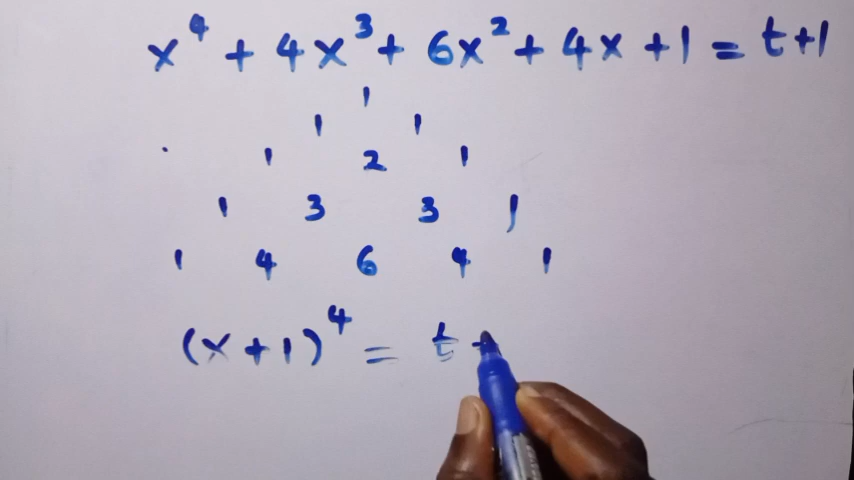 x⁴ + 4x³ + 6x² + 4x + 1 = t + 1
1
1 1
1 2 1
1 3 3 1
1 4 6 4 1
(x + 1)⁴ = t +